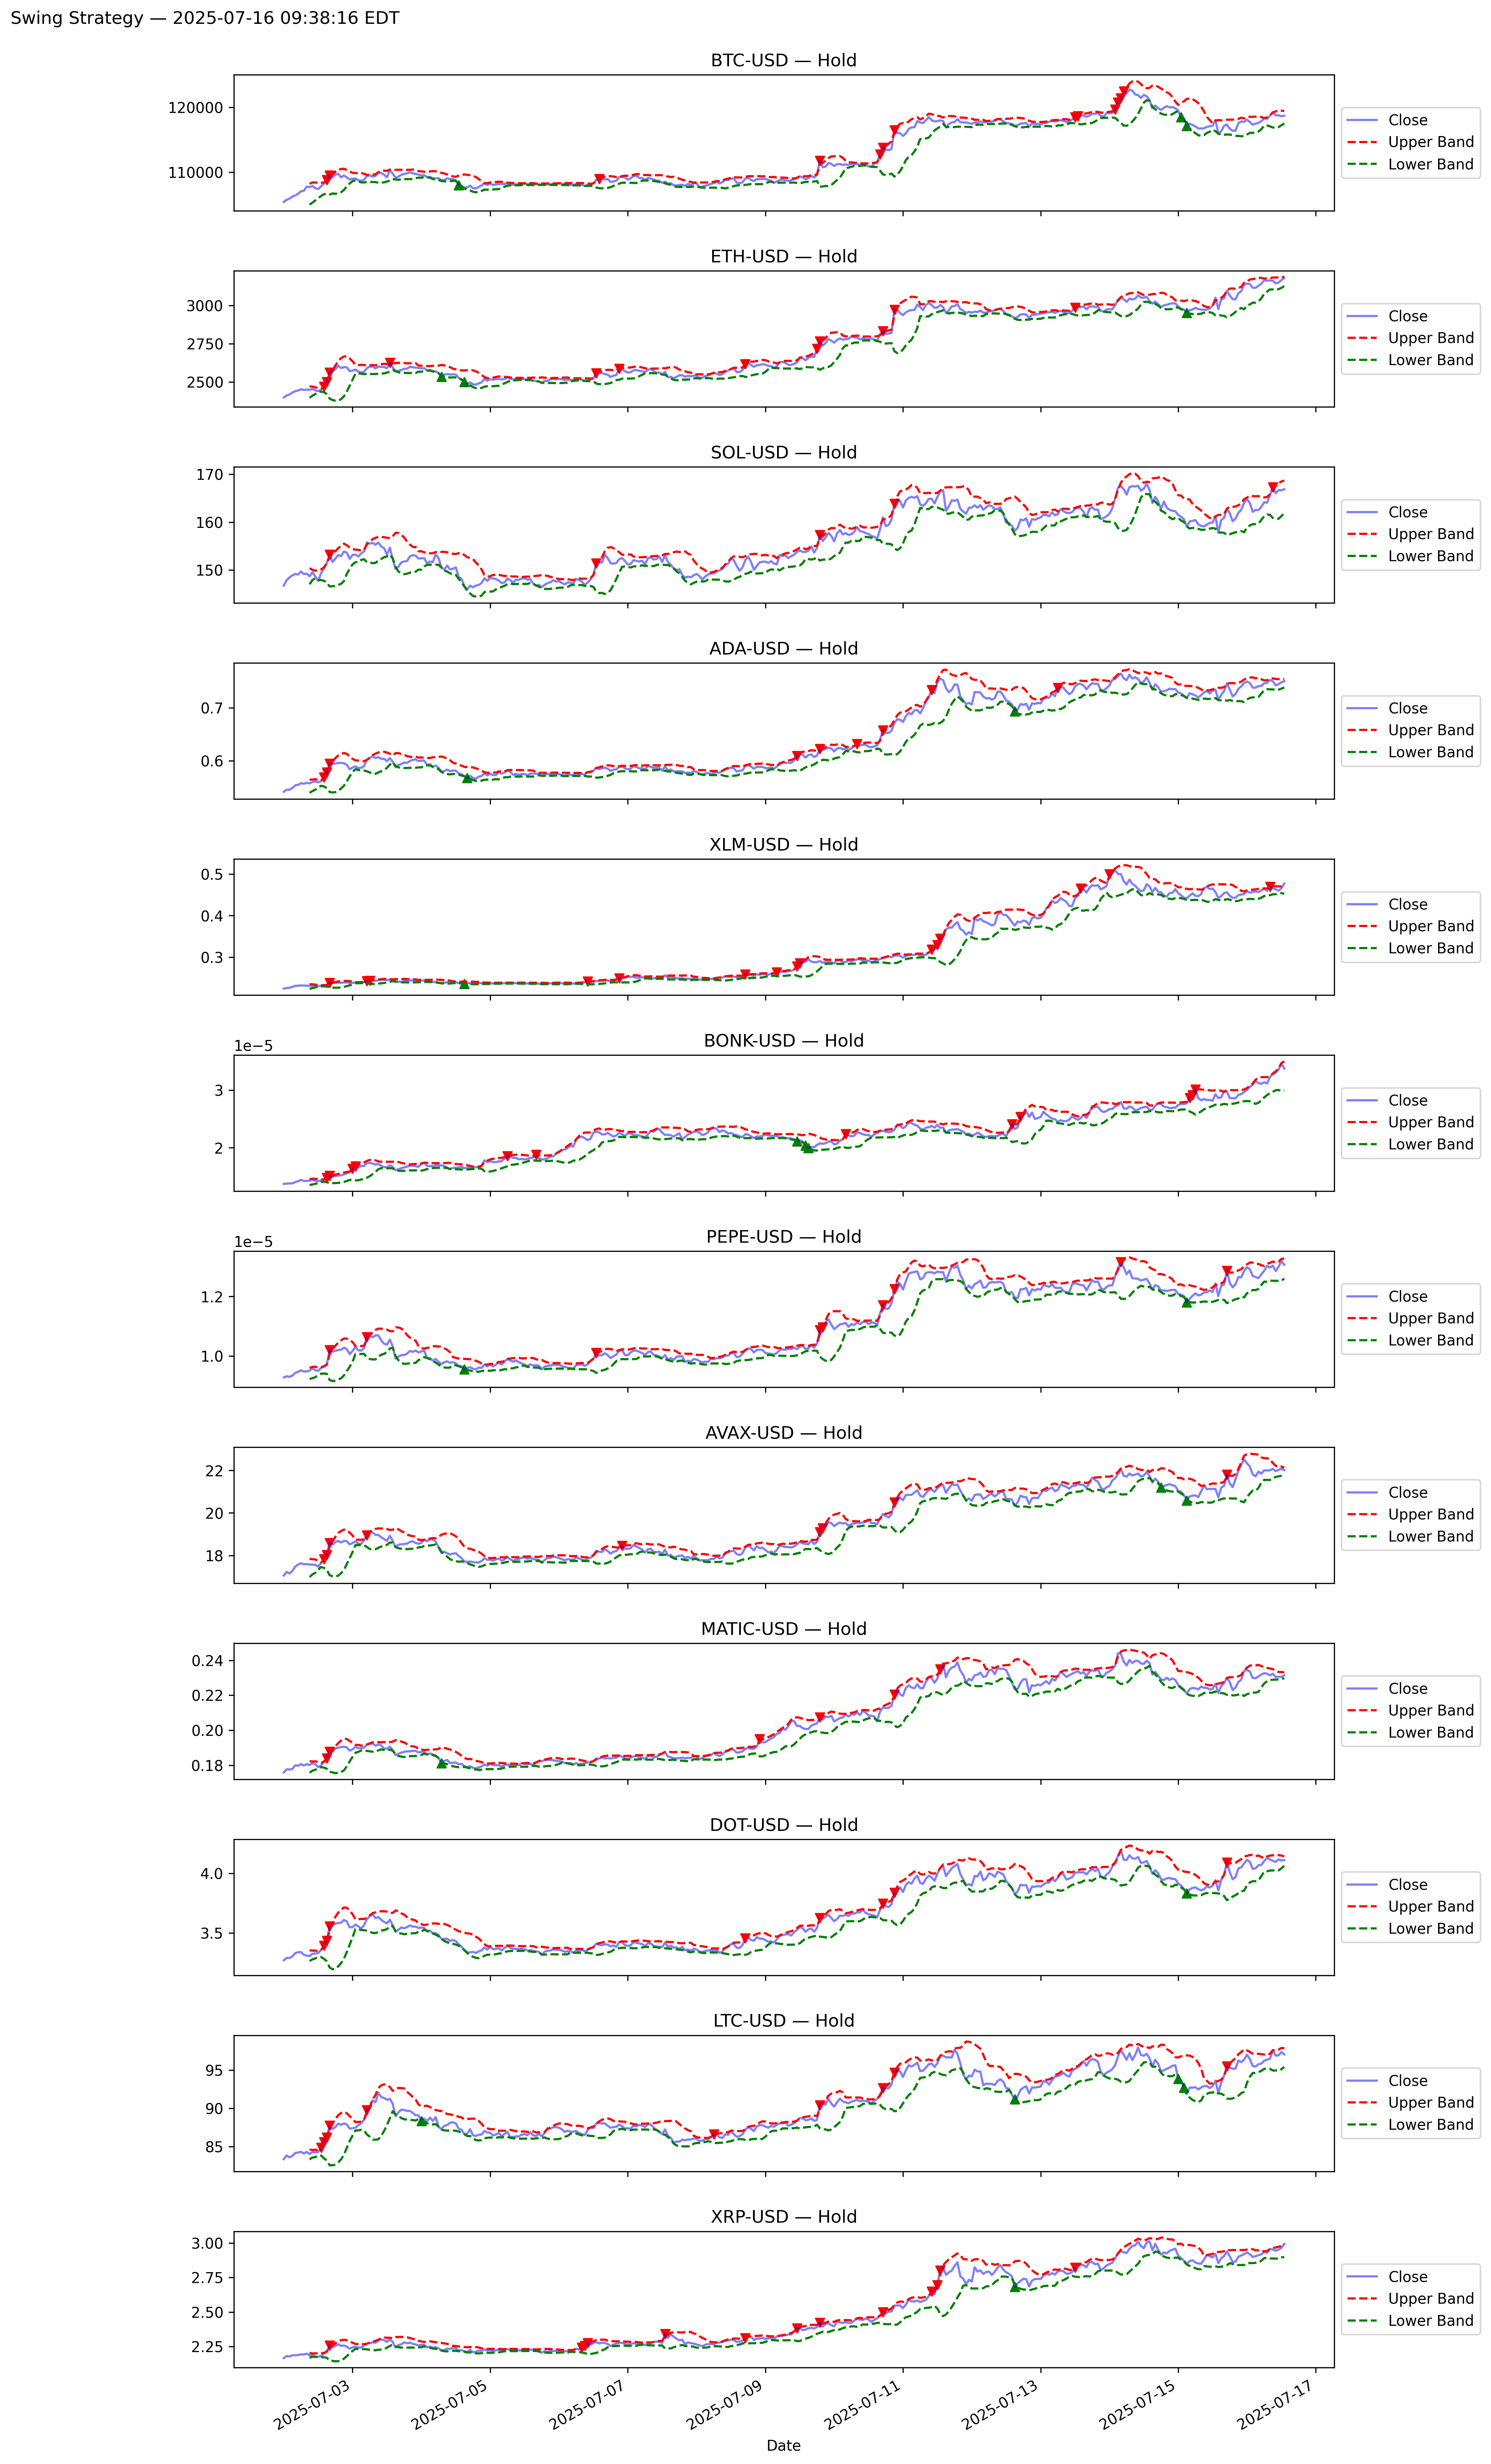 Swing Strategy — 2025-07-16 09:38:16 EDT
BTC-USD — Hold
120000
110000
Close
Upper Band
Lower Band
ETH-USD — Hold
3000
2750
2500
Close
Upper Band
Lower Band
SOL-USD — Hold
170
160
150
Close
Upper Band
Lower Band
ADA-USD — Hold
0.7
0.6
Close
Upper Band
Lower Band
XLM-USD — Hold
0.5
0.4
0.3
Close
Upper Band
Lower Band
1e−5
BONK-USD — Hold
3
2
Close
Upper Band
Lower Band
1e−5
PEPE-USD — Hold
1.2
1.0
Close
Upper Band
Lower Band
AVAX-USD — Hold
22
20
18
Close
Upper Band
Lower Band
MATIC-USD — Hold
0.24
0.22
0.20
0.18
Close
Upper Band
Lower Band
DOT-USD — Hold
4.0
3.5
Close
Upper Band
Lower Band
LTC-USD — Hold
95
90
85
Close
Upper Band
Lower Band
XRP-USD — Hold
3.00
2.75
2.50
2.25
Close
Upper Band
Lower Band
2025-07-03
2025-07-05
2025-07-07
2025-07-09
2025-07-11
2025-07-13
2025-07-15
2025-07-17
Date